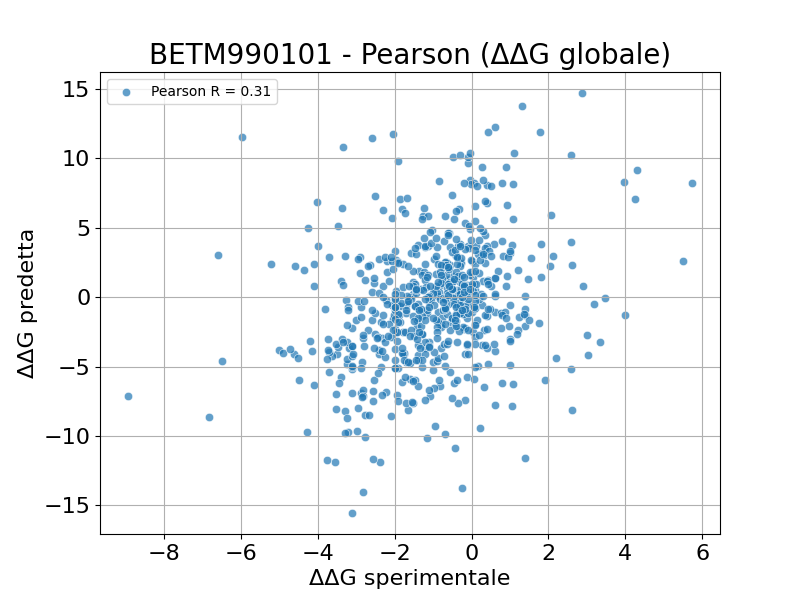 BETM990101 - Pearson (ΔΔG globale)
Pearson R = 0.31
15
10
5
0
−5
−10
−15
ΔΔG predetta
−8 −6 −4 −2 0 2 4 6
ΔΔG sperimentale